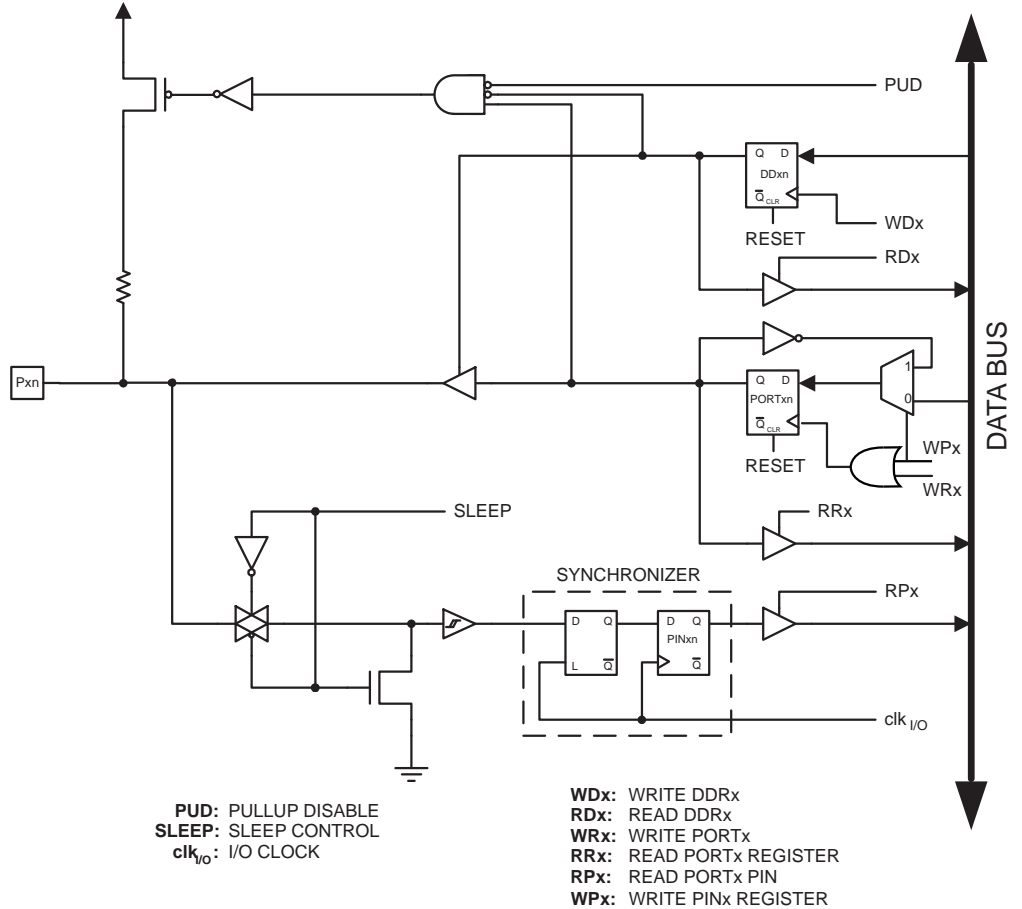 PUD
Q D
DDxn
Q CLR
WDx
RESET
RDx
Pxn
1
Q D
PORTxn
0
Q CLR
WPx
RESET
WRx
DATA BUS
SLEEP
RRx
SYNCHRONIZER
RPx
D Q
D Q
PINxn
L Q
Q
clk I/O
PUD: PULLUP DISABLE
SLEEP: SLEEP CONTROL
clkI/O: I/O CLOCK
WDx: WRITE DDRx
RDx: READ DDRx
WRx: WRITE PORTx
RRx: READ PORTx REGISTER
RPx: READ PORTx PIN
WPx: WRITE PINx REGISTER